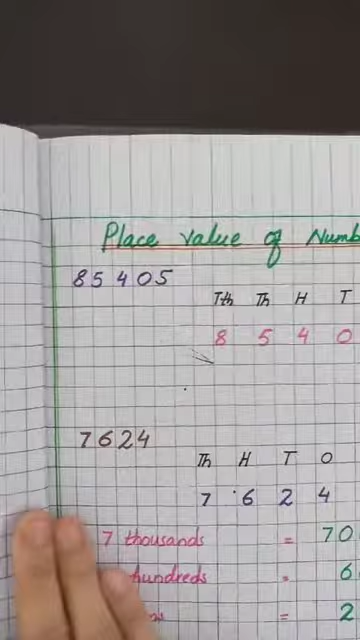 Place value of Numb
85405
Tth Th H T
8 5 4 0
7624
Th H T O
7 6 2 4
7 thousands = 70
hundreds = 6
= 2